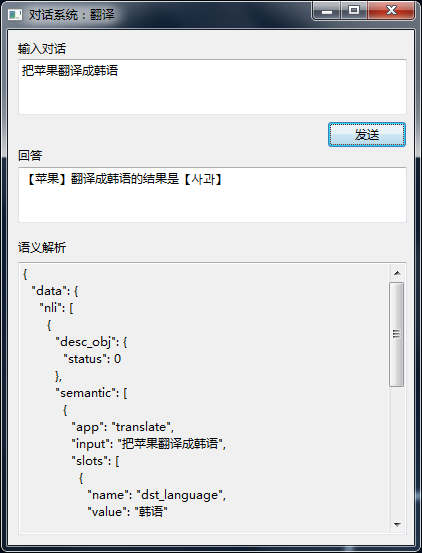 对话系统：翻译
输入对话
把苹果翻译成韩语
发送
回答
【苹果】翻译成韩语的结果是【사과】
语义解析
{
"data": {
"nli": [
{
"desc_obj": {
"status": 0
},
"semantic": [
{
"app": "translate",
"input": "把苹果翻译成韩语",
"slots": [
{
"name": "dst_language",
"value": "韩语"